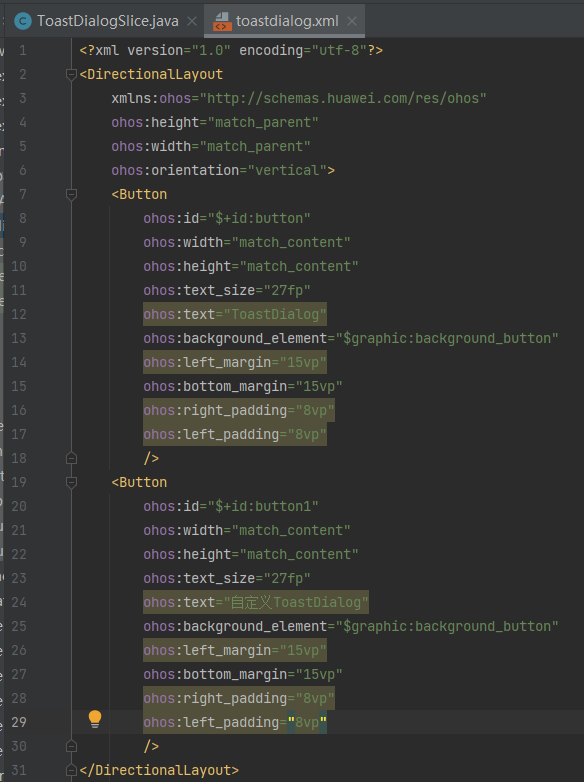 ToastDialogSlice.java
toastdialog.xml
1 <?xml version="1.0" encoding="utf-8"?>
2 <DirectionalLayout
3 xmlns:ohos="http://schemas.huawei.com/res/ohos"
4 ohos:height="match_parent"
5 ohos:width="match_parent"
6 ohos:orientation="vertical">
7 <Button
8 ohos:id="$+id:button"
9 ohos:width="match_content"
10 ohos:height="match_content"
11 ohos:text_size="27fp"
12 ohos:text="ToastDialog"
13 ohos:background_element="$graphic:background_button"
14 ohos:left_margin="15vp"
15 ohos:bottom_margin="15vp"
16 ohos:right_padding="8vp"
17 ohos:left_padding="8vp"
18 />
19 <Button
20 ohos:id="$+id:button1"
21 ohos:width="match_content"
22 ohos:height="match_content"
23 ohos:text_size="27fp"
24 ohos:text="自定义ToastDialog"
25 ohos:background_element="$graphic:background_button"
26 ohos:left_margin="15vp"
27 ohos:bottom_margin="15vp"
28 ohos:right_padding="8vp"
29 ohos:left_padding="8vp"
30 />
31 </DirectionalLayout>